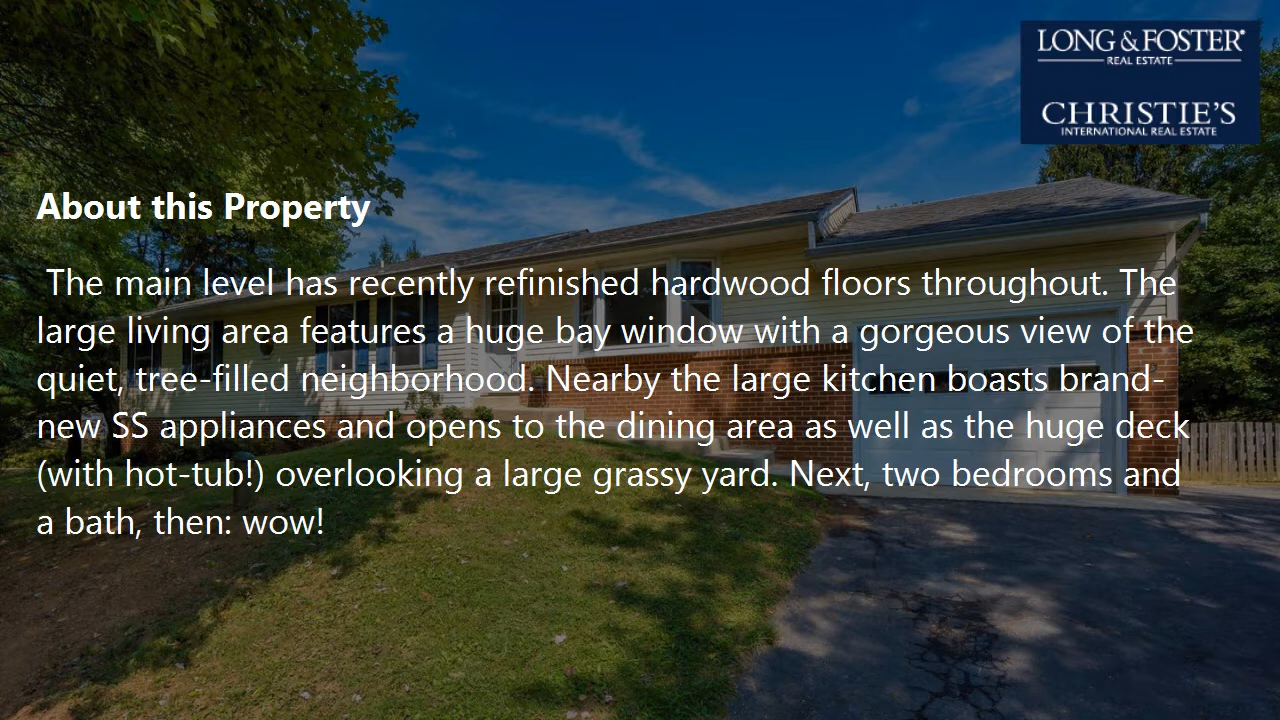 LONG & FOSTER®
REAL ESTATE
CHRISTIE'S
INTERNATIONAL REAL ESTATE
About this Property
The main level has recently refinished hardwood floors throughout. The
large living area features a huge bay window with a gorgeous view of the
quiet, tree-filled neighborhood. Nearby the large kitchen boasts brand-
new SS appliances and opens to the dining area as well as the huge deck
(with hot-tub!) overlooking a large grassy yard. Next, two bedrooms and
a bath, then: wow!